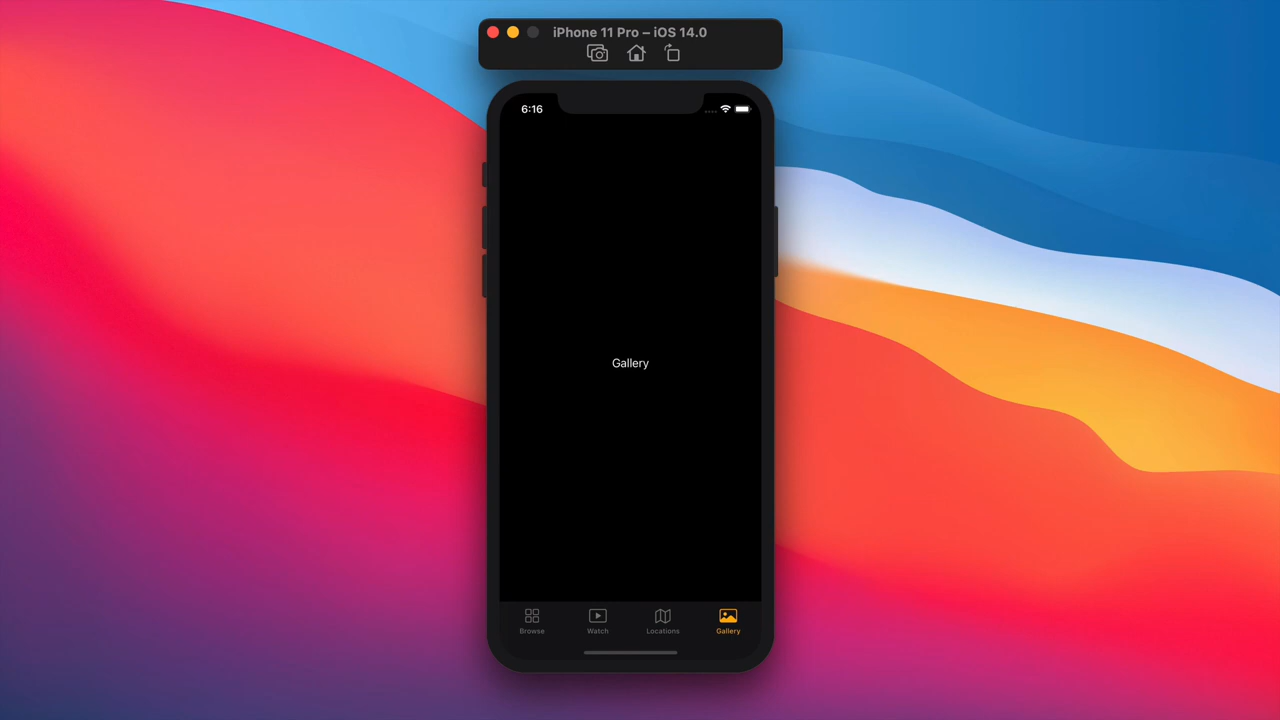 iPhone 11 Pro – iOS 14.0
6:16
Gallery
Browse
Watch
Locations
Gallery